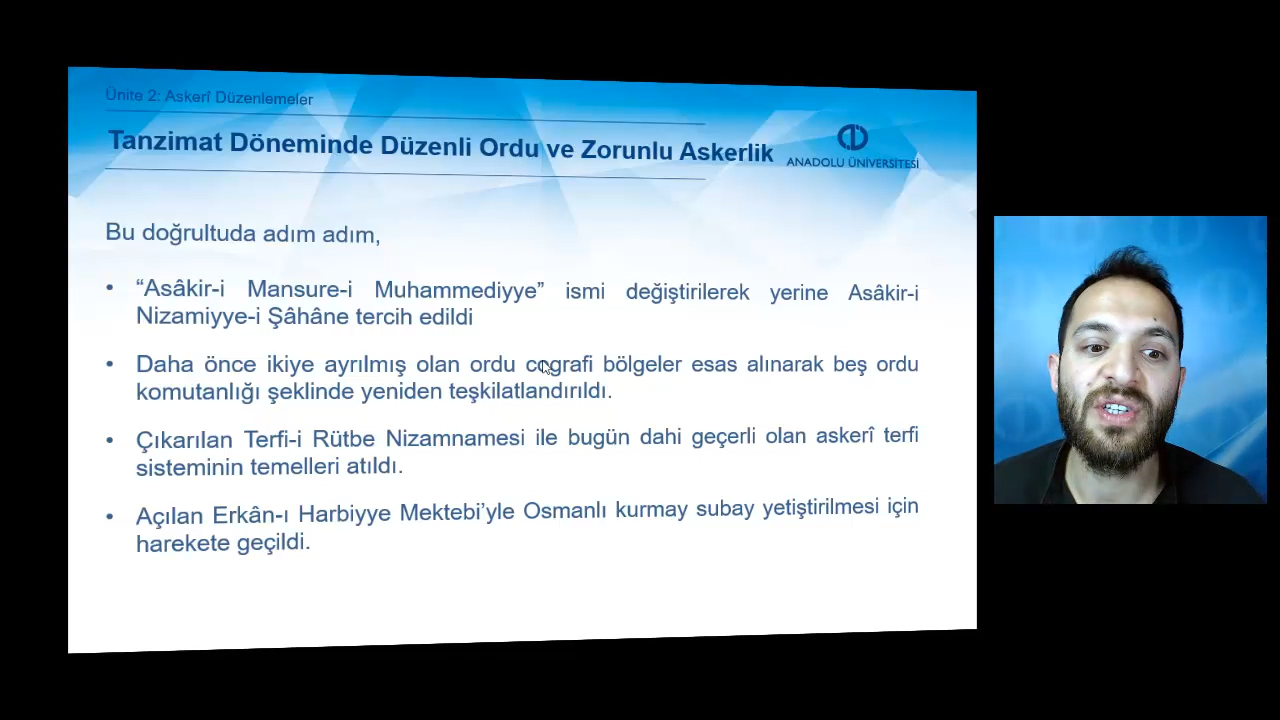 Ünite 2: Askerî Düzenlemeler
Tanzimat Döneminde Düzenli Ordu ve Zorunlu Askerlik
ANADOLU ÜNİVERSİTESİ
Bu doğrultuda adım adım,
• “Asâkir-i Mansure-i Muhammediyye” ismi değiştirilerek yerine Asâkir-i
Nizamiyye-i Şâhâne tercih edildi
• Daha önce ikiye ayrılmış olan ordu cografi bölgeler esas alınarak beş ordu
komutanlığı şeklinde yeniden teşkilatlandırıldı.
• Çıkarılan Terfi-i Rütbe Nizamnamesi ile bugün dahi geçerli olan askerî terfi
sisteminin temelleri atıldı.
• Açılan Erkân-ı Harbiyye Mektebi’yle Osmanlı kurmay subay yetiştirilmesi için
harekete geçildi.